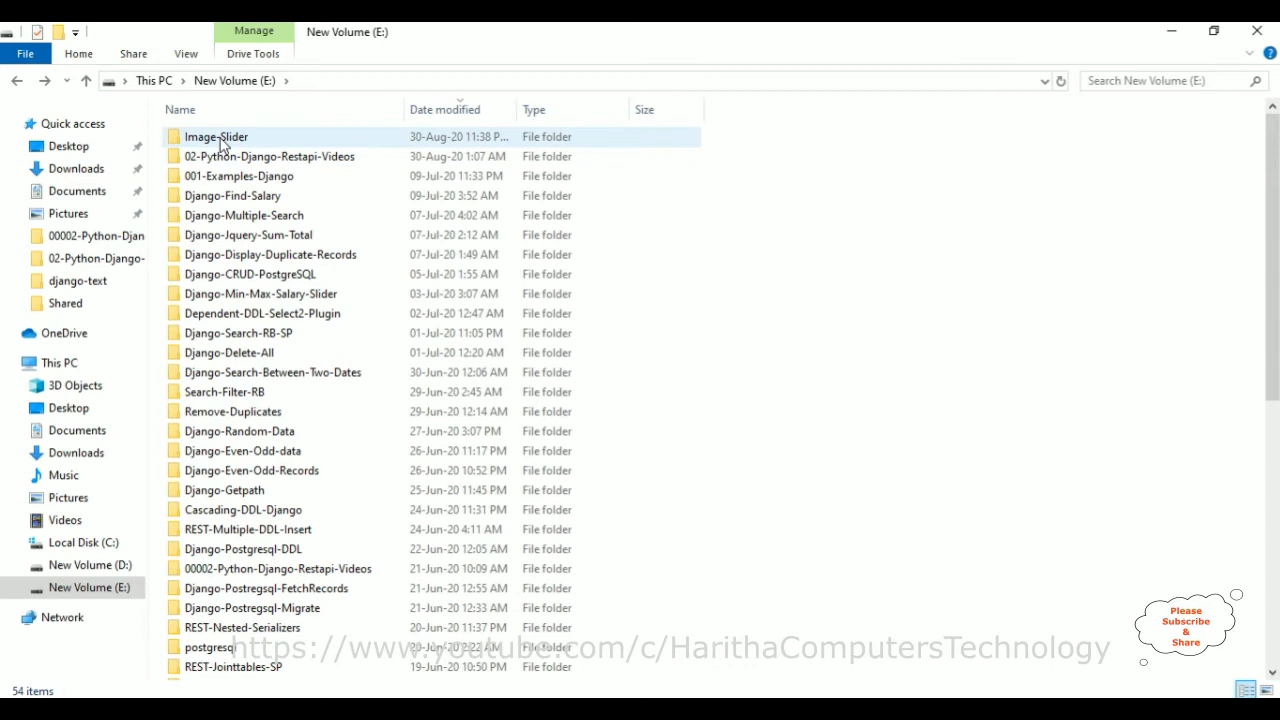 Manage
New Volume (E:)
File
Home
Share
View
Drive Tools
This PC
New Volume (E:)
Search New Volume (E:)
Name
Date modified
Type
Size
Quick access
Desktop
Downloads
Documents
Pictures
00002-Python-Djan
02-Python-Django-
django-text
Shared
OneDrive
This PC
3D Objects
Desktop
Documents
Downloads
Music
Pictures
Videos
Local Disk (C:)
New Volume (D:)
New Volume (E:)
Network
Image-Slider 30-Aug-20 11:38 P... File folder
02-Python-Django-Restapi-Videos 30-Aug-20 1:07 AM File folder
001-Examples-Django 09-Jul-20 11:33 PM File folder
Django-Find-Salary 09-Jul-20 3:52 AM File folder
Django-Multiple-Search 07-Jul-20 4:02 AM File folder
Django-Jquery-Sum-Total 07-Jul-20 2:12 AM File folder
Django-Display-Duplicate-Records 07-Jul-20 1:49 AM File folder
Django-CRUD-PostgreSQL 05-Jul-20 1:55 AM File folder
Django-Min-Max-Salary-Slider 03-Jul-20 3:07 AM File folder
Dependent-DDL-Select2-Plugin 02-Jul-20 12:47 AM File folder
Django-Search-RB-SP 01-Jul-20 11:05 PM File folder
Django-Delete-All 01-Jul-20 12:20 AM File folder
Django-Search-Between-Two-Dates 30-Jun-20 12:06 AM File folder
Search-Filter-RB 29-Jun-20 2:45 AM File folder
Remove-Duplicates 29-Jun-20 12:14 AM File folder
Django-Random-Data 27-Jun-20 3:07 PM File folder
Django-Even-Odd-data 26-Jun-20 11:17 PM File folder
Django-Even-Odd-Records 26-Jun-20 10:52 PM File folder
Django-Getpath 25-Jun-20 11:45 PM File folder
Cascading-DDL-Django 24-Jun-20 11:31 PM File folder
REST-Multiple-DDL-Insert 24-Jun-20 4:11 AM File folder
Django-Postgresql-DDL 22-Jun-20 12:05 AM File folder
00002-Python-Django-Restapi-Videos 21-Jun-20 10:09 AM File folder
Django-Postregsql-FetchRecords 21-Jun-20 12:55 AM File folder
Django-Postregsql-Migrate 21-Jun-20 12:33 AM File folder
REST-Nested-Serializers 20-Jun-20 11:37 PM File folder
postgresql 20-Jun-20 2:22 AM File folder
REST-Jointtables-SP 19-Jun-20 10:50 PM File folder
https://www.youtube.com/c/HarithaComputersTechnology
Please
Subscribe
&
Share
54 items